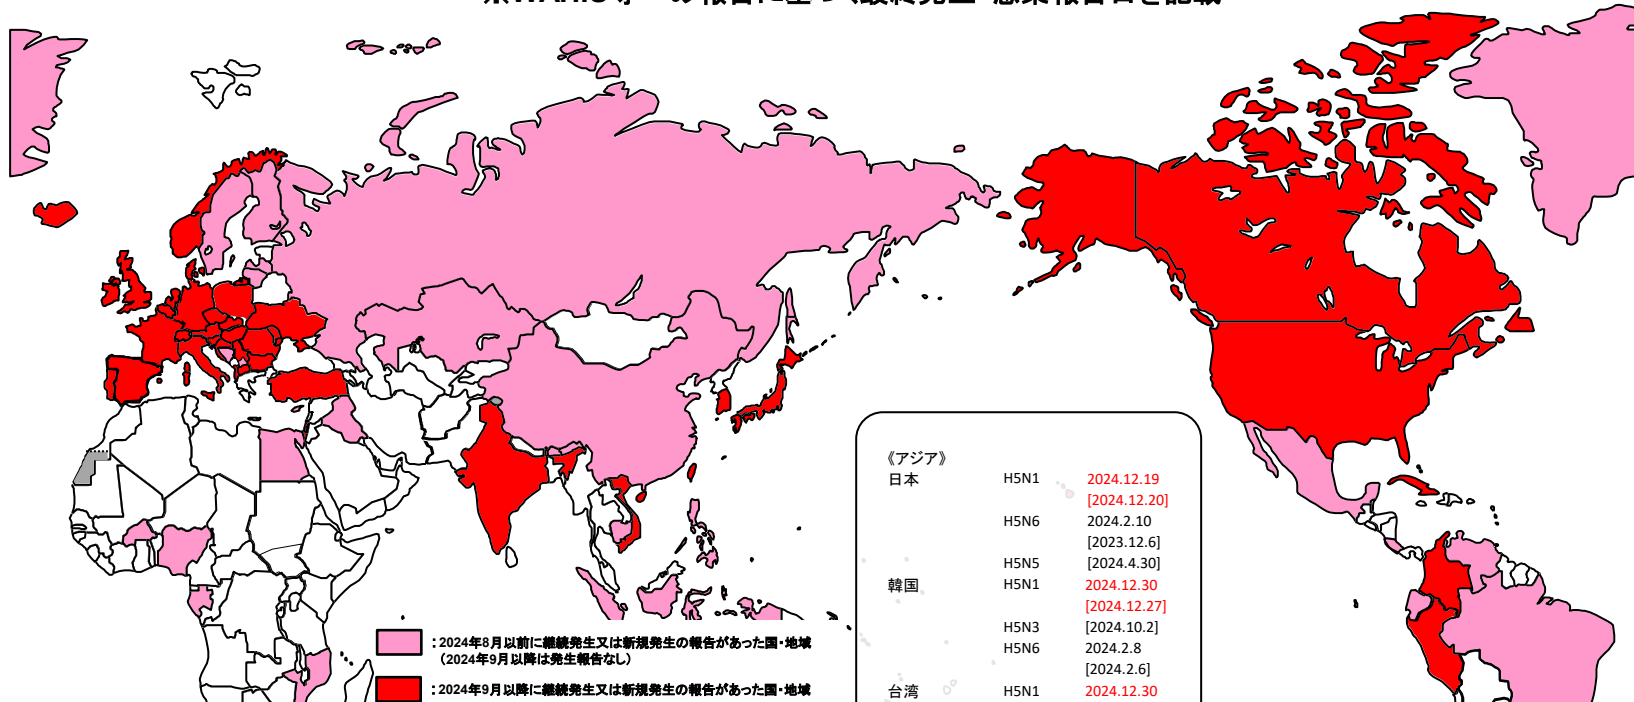 《アジア》
日本 H5N1 2024.12.19
[2024.12.20]
H5N6 2024.2.10
[2023.12.6]
H5N5 [2024.4.30]
韓国 H5N1 2024.12.30
[2024.12.27]
H5N3 [2024.10.2]
H5N6 2024.2.8
[2024.2.6]
台湾 H5N1 2024.12.30
:2024年8月以前に継続発生又は新規発生の報告があった国・地域
(2024年9月以降は発生報告なし)
:2024年9月以降に継続発生又は新規発生の報告があった国・地域